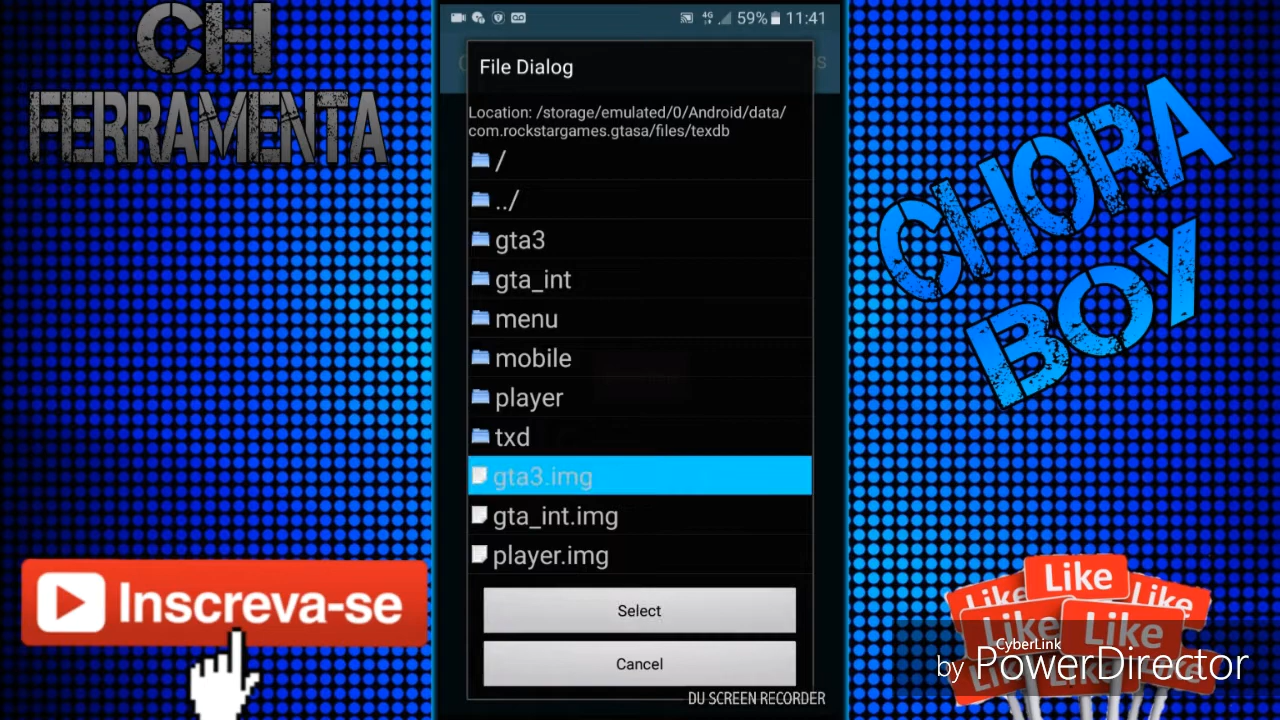 CH
FERRAMENTA
4G 59% 11:41
File Dialog
Location: /storage/emulated/0/Android/data/
com.rockstargames.gtasa/files/texdb
/
../
gta3
gta_int
menu
mobile
player
txd
gta3.img
gta_int.img
player.img
Select
Cancel
DU SCREEN RECORDER
CHORA
BOY
Inscreva-se
Like
Like
Like
Like
Like
CyberLink
by PowerDirector